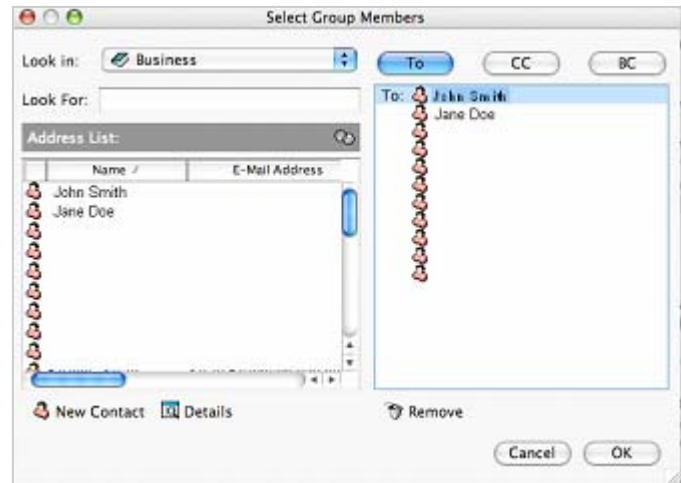 Select Group Members
Look in: Business
To CC BC
Look For:
To: John Smith
Jane Doe
Address List:
Name / E-Mail Address
John Smith
Jane Doe
New Contact Details
Remove
Cancel OK